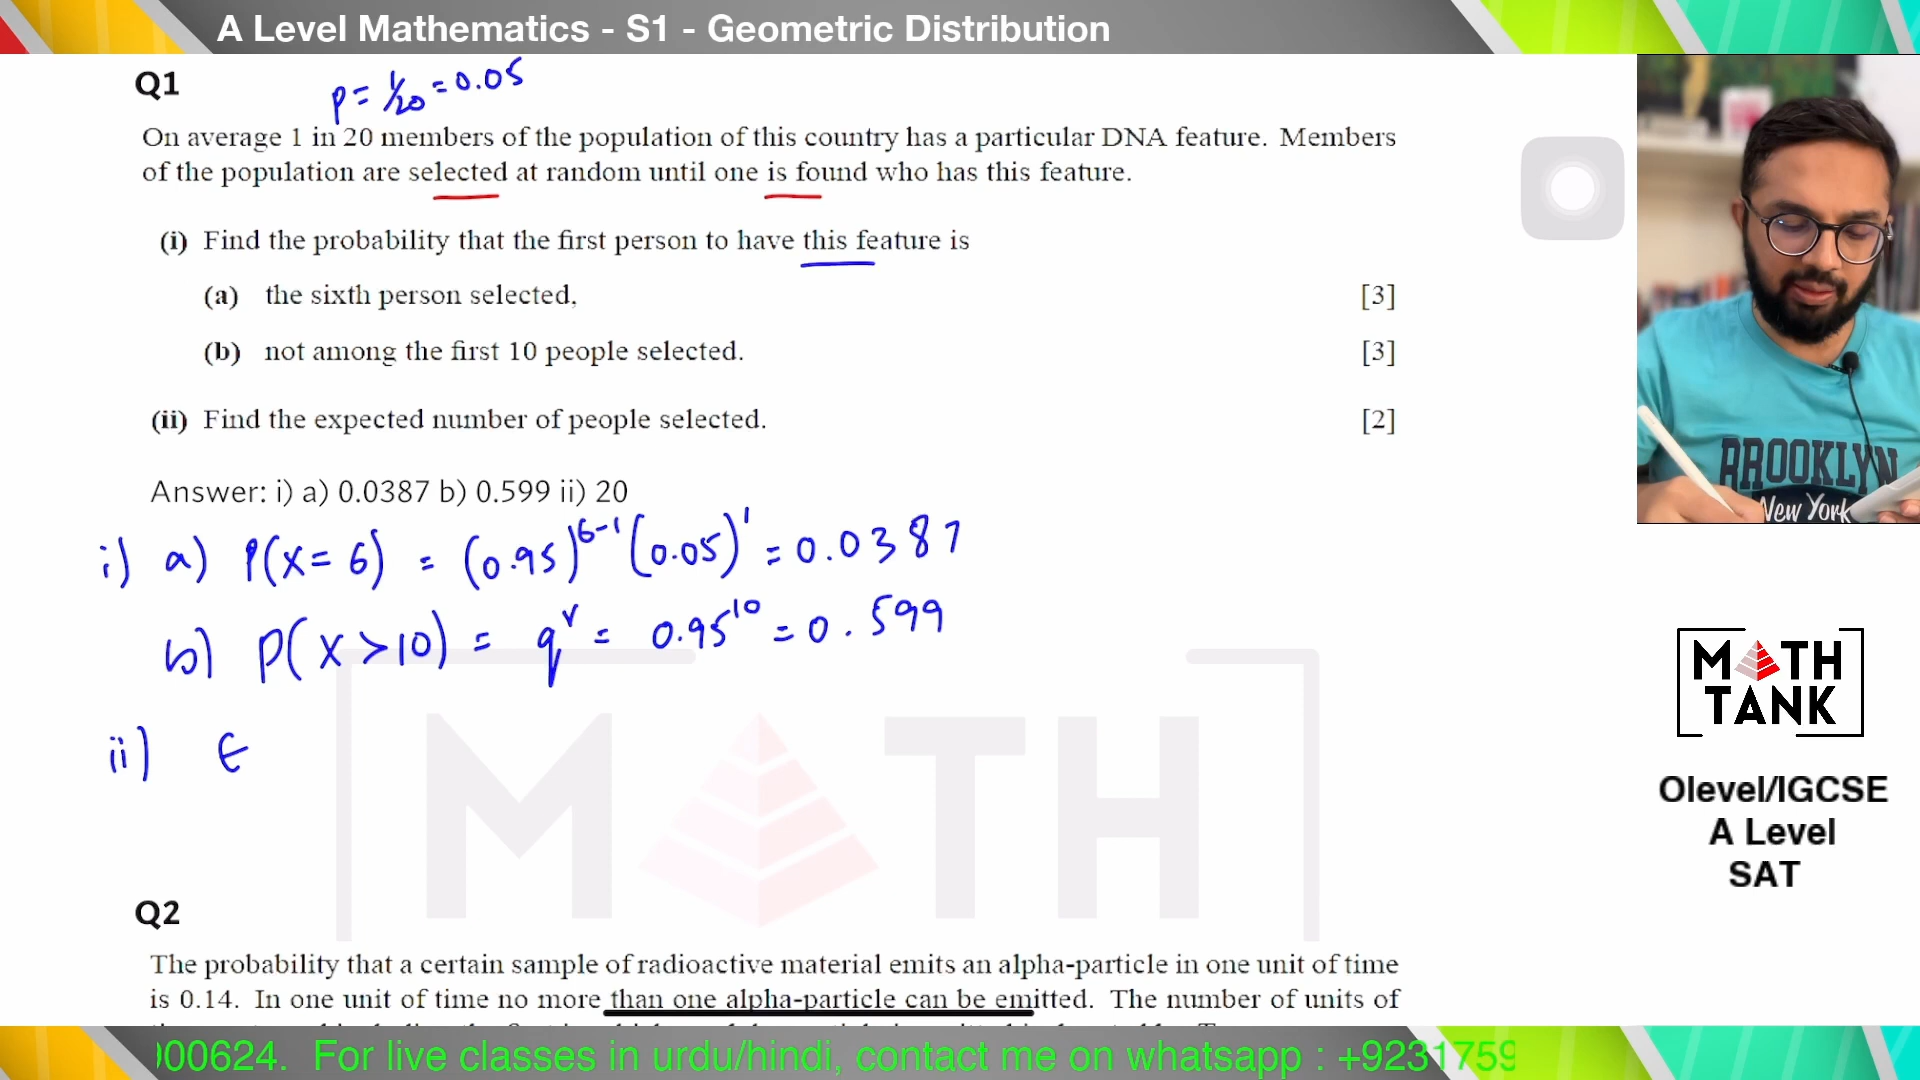 A Level Mathematics - S1 - Geometric Distribution
Q1
p = 1/20 = 0.05
On average 1 in 20 members of the population of this country has a particular DNA feature. Members
of the population are selected at random until one is found who has this feature.
(i) Find the probability that the first person to have this feature is
(a) the sixth person selected, [3]
(b) not among the first 10 people selected. [3]
(ii) Find the expected number of people selected. [2]
Answer: i) a) 0.0387 b) 0.599 ii) 20
i) a) P(X = 6) = (0.95)^6-1 (0.05)^1 = 0.0387
b) P(X > 10) = q^r = 0.95^10 = 0.599
ii) E
MATH
Q2
The probability that a certain sample of radioactive material emits an alpha-particle in one unit of time
is 0.14. In one unit of time no more than one alpha-particle can be emitted. The number of units of
BROOKLYN
New York
MATH
TANK
Olevel/IGCSE
A Level
SAT
000624. For live classes in urdu/hindi, contact me on whatsapp : +9231759